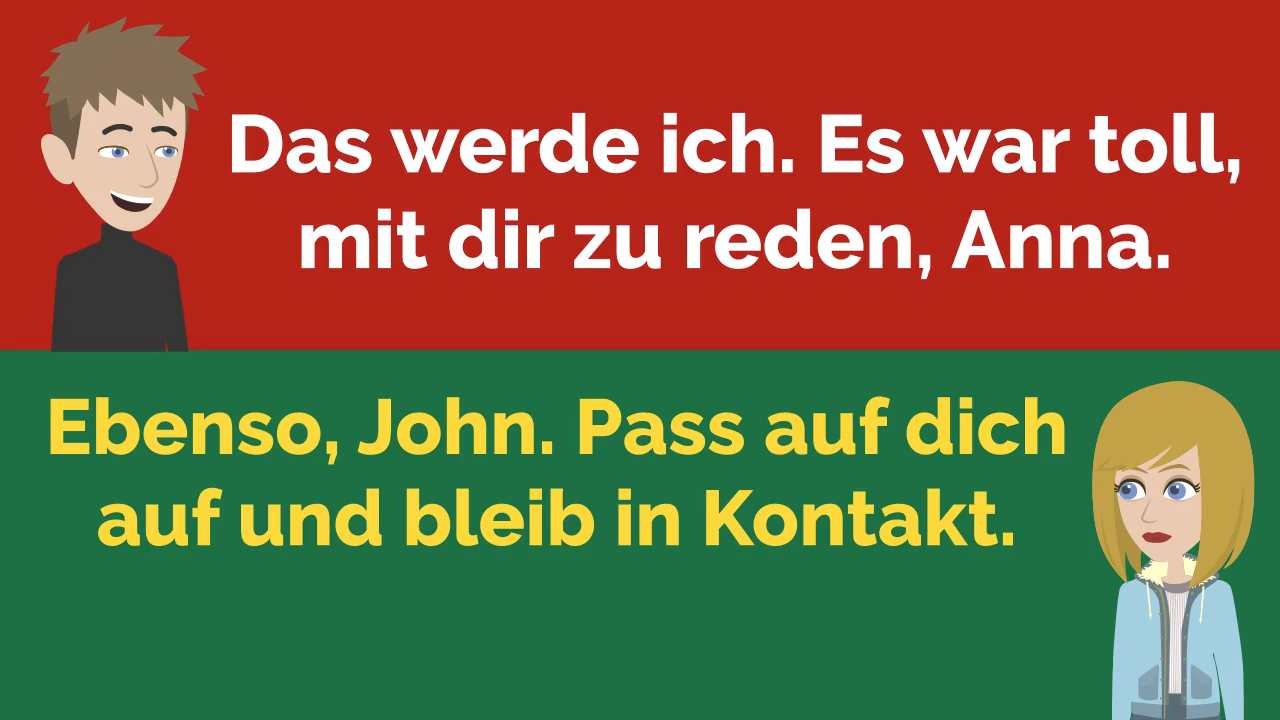 Das werde ich. Es war toll,
mit dir zu reden, Anna.
Ebenso, John. Pass auf dich
auf und bleib in Kontakt.